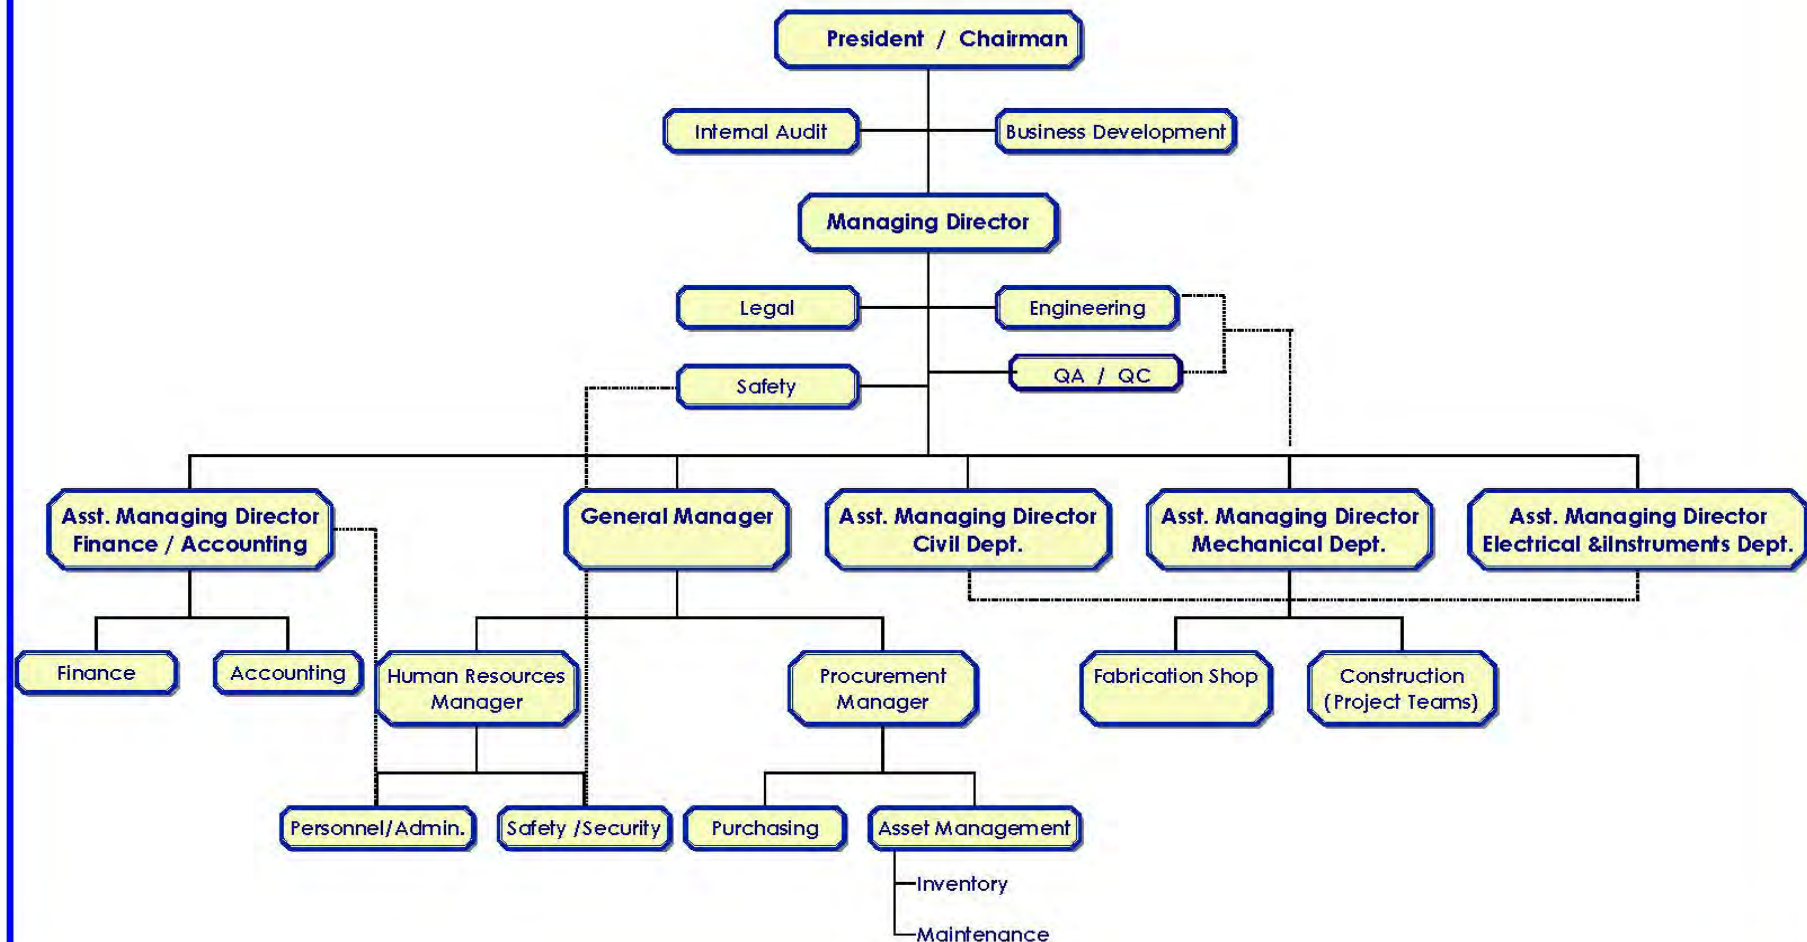 President / Chairman
Internal Audit
Business Development
Managing Director
Legal
Engineering
Safety
QA / QC
Asst. Managing Director
Finance / Accounting
General Manager
Asst. Managing Director
Civil Dept.
Asst. Managing Director
Mechanical Dept.
Asst. Managing Director
Electrical &iInstruments Dept.
Finance
Accounting
Human Resources
Manager
Procurement
Manager
Fabrication Shop
Construction
(Project Teams)
Personnel/Admin.
Safety /Security
Purchasing
Asset Management
Inventory
Maintenance